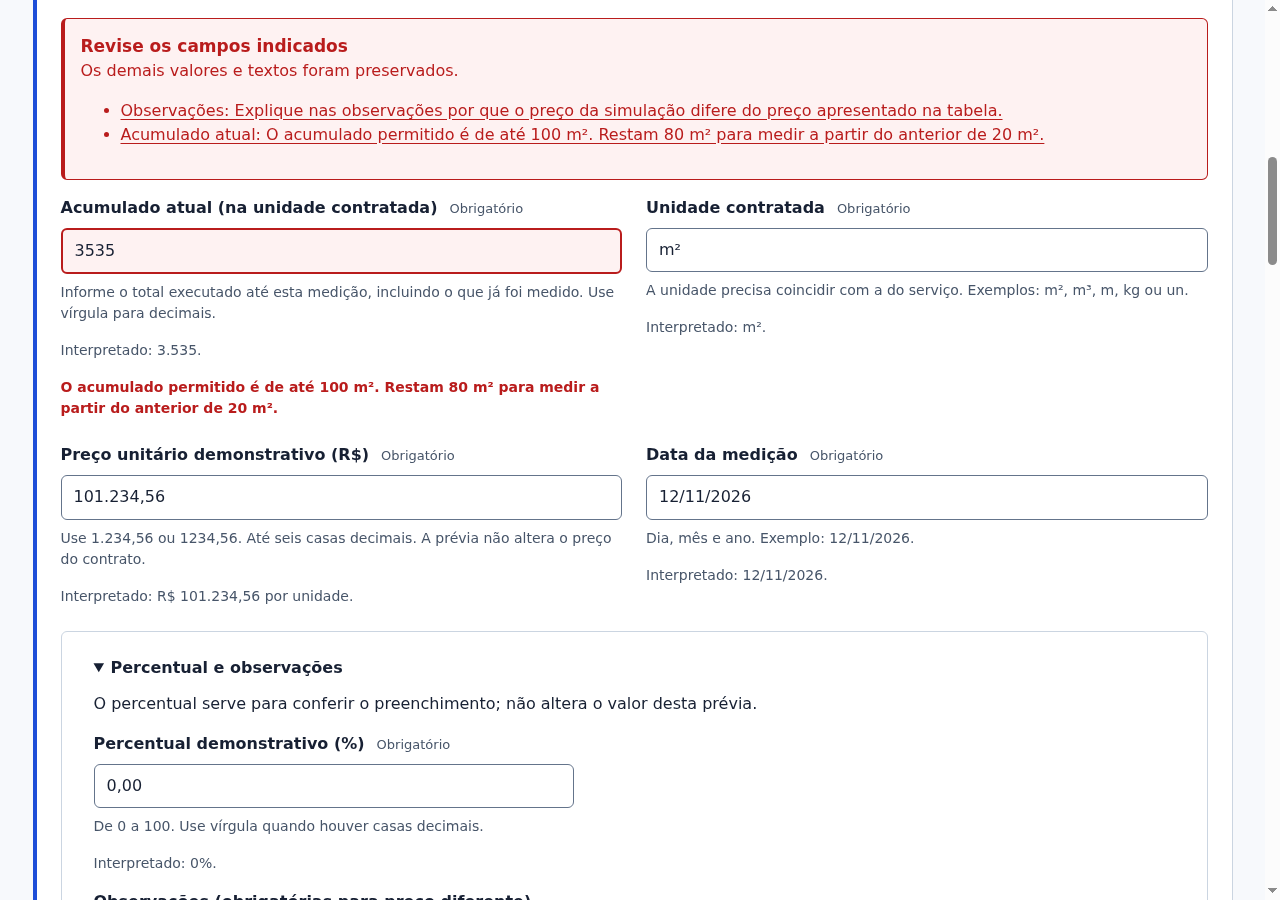 Revise os campos indicados
Os demais valores e textos foram preservados.
• Observações: Explique nas observações por que o preço da simulação difere do preço apresentado na tabela.
• Acumulado atual: O acumulado permitido é de até 100 m². Restam 80 m² para medir a partir do anterior de 20 m².
Acumulado atual (na unidade contratada) Obrigatório
3535
Informe o total executado até esta medição, incluindo o que já foi medido. Use
vírgula para decimais.
Interpretado: 3.535.
O acumulado permitido é de até 100 m². Restam 80 m² para medir a
partir do anterior de 20 m².
Unidade contratada Obrigatório
m²
A unidade precisa coincidir com a do serviço. Exemplos: m², m³, m, kg ou un.
Interpretado: m².
Preço unitário demonstrativo (R$) Obrigatório
101.234,56
Use 1.234,56 ou 1234,56. Até seis casas decimais. A prévia não altera o preço
do contrato.
Interpretado: R$ 101.234,56 por unidade.
Data da medição Obrigatório
12/11/2026
Dia, mês e ano. Exemplo: 12/11/2026.
Interpretado: 12/11/2026.
▼ Percentual e observações
O percentual serve para conferir o preenchimento; não altera o valor desta prévia.
Percentual demonstrativo (%) Obrigatório
0,00
De 0 a 100. Use vírgula quando houver casas decimais.
Interpretado: 0%.
Observações (obrigatórias para preço diferente)